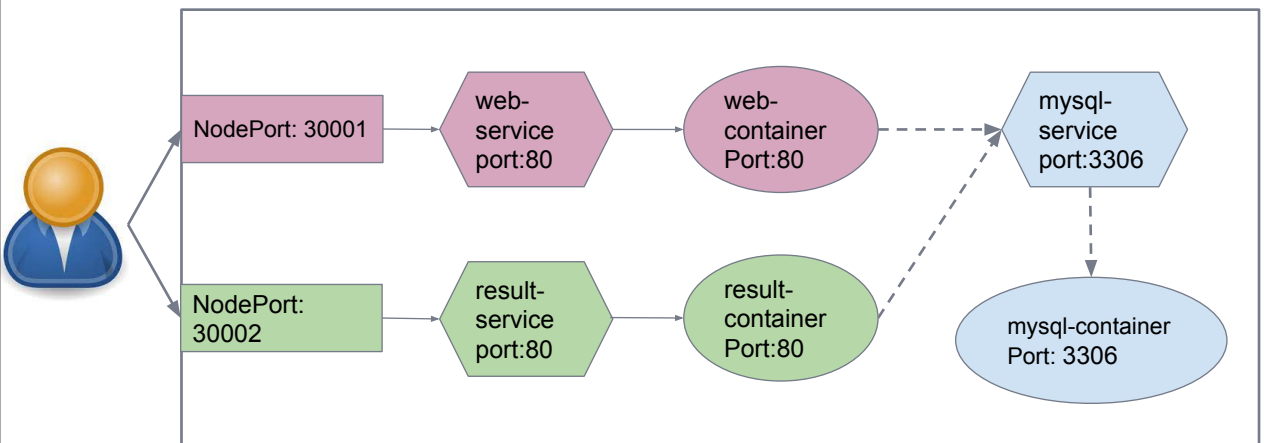 NodePort: 30001
web-
service
port:80
web-
container
Port:80
mysql-
service
port:3306
NodePort:
30002
result-
service
port:80
result-
container
Port:80
mysql-container
Port: 3306